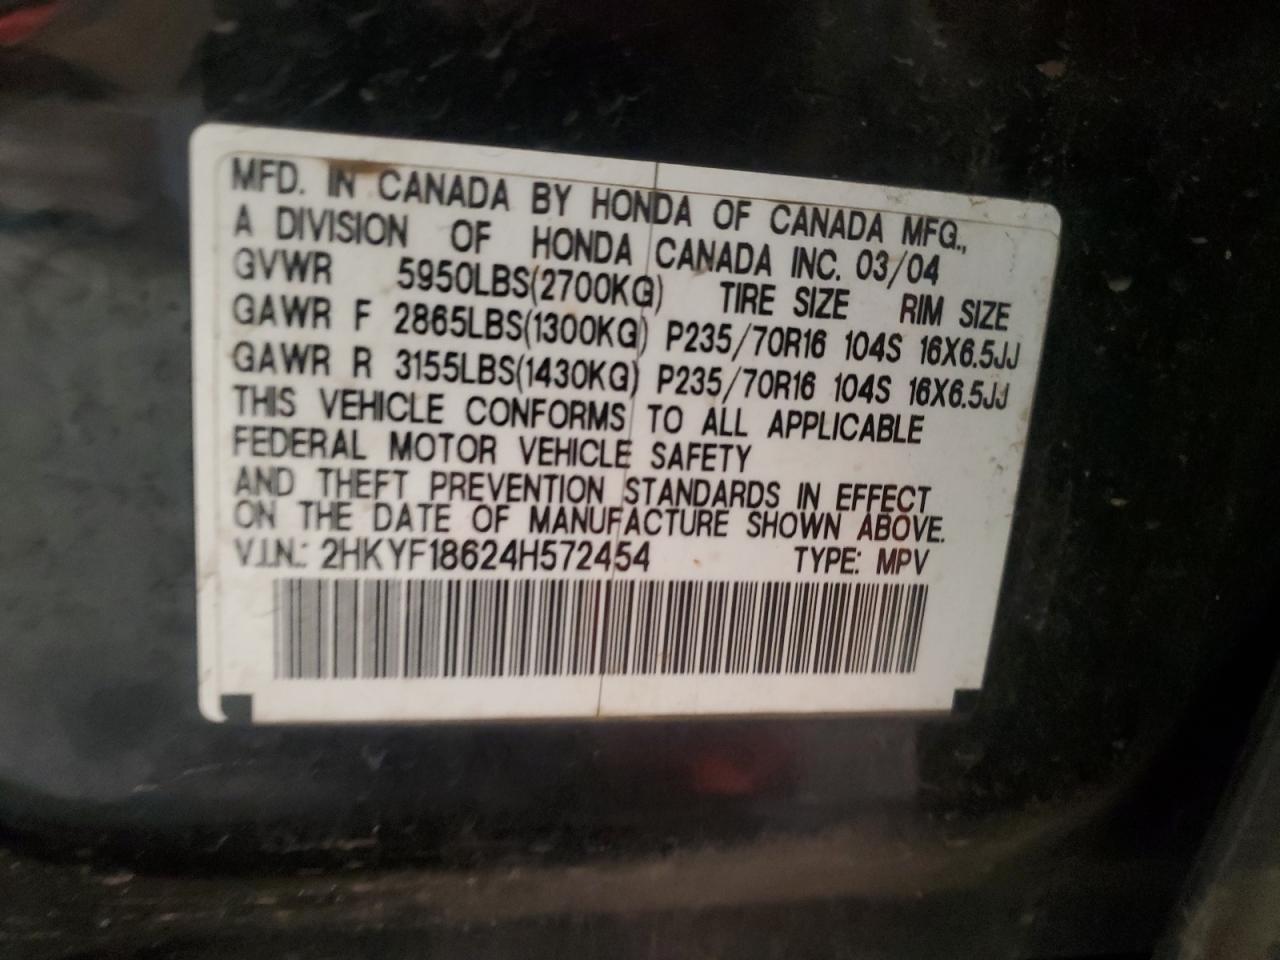 MFD. IN CANADA BY HONDA OF CANADA MFG.,
A DIVISION OF HONDA CANADA INC. 03/04
GVWR 5950LBS(2700KG) TIRE SIZE RIM SIZE
GAWR F 2865LBS(1300KG) P235/70R16 104S 16X6.5JJ
GAWR R 3155LBS(1430KG) P235/70R16 104S 16X6.5JJ
THIS VEHICLE CONFORMS TO ALL APPLICABLE
FEDERAL MOTOR VEHICLE SAFETY
AND THEFT PREVENTION STANDARDS IN EFFECT
ON THE DATE OF MANUFACTURE SHOWN ABOVE.
V.I.N.: 2HKYF18624H572454 TYPE: MPV